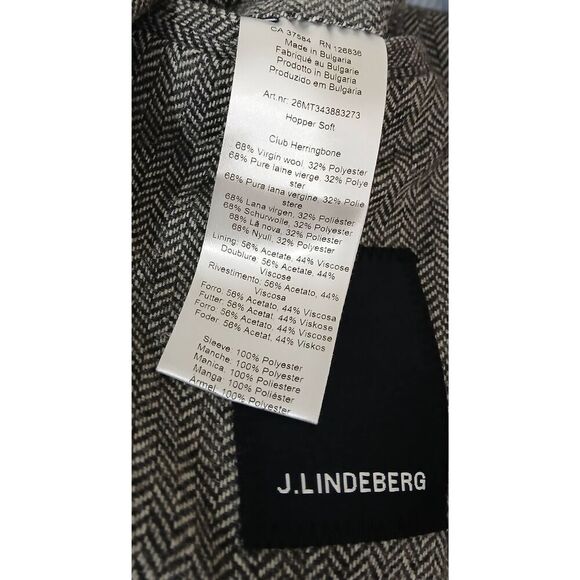 CA 37584 RN 126836
Made in Bulgaria
Fabriqué au Bulgarie
Prodotto in Bulgaria
Produzido em Bulgária
Art.nr: 26MT343883273
Hopper Soft
Club Herringbone
68% Virgin wool, 32% Polyester
68% Pure laine vierge, 32% Polye
ster
68% Pura lana vergine, 32% Polie
stere
68% Lana virgen, 32% Poliéster
68% Schurwolle, 32% Polyester
68% Lã nova, 32% Poliéster
68% Nyull, 32% Polyester
Lining: 56% Acetate, 44% Viscose
Doublure: 56% Acetate, 44%
Viscose
Rivestimento: 56% Acetato, 44%
Viscosa
Forro: 56% Acetato, 44% Viscosa
Futter: 56% Acetat, 44% Viskose
Forro: 56% Acetato, 44% Viscose
Foder: 56% Acetat, 44% Viskos
Sleeve: 100% Polyester
Manche: 100% Polyester
Manica: 100% Poliestere
Manga: 100% Poliéster
Armel: 100% Polyester
J.LINDEBERG